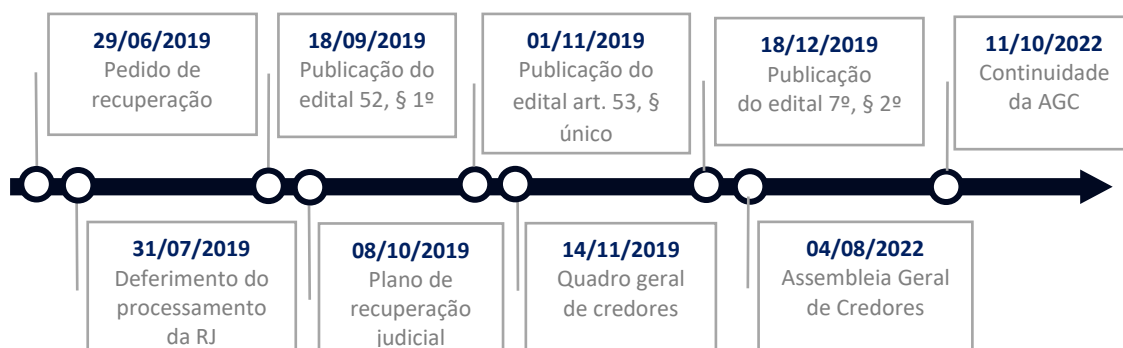 29/06/2019
Pedido de
recuperação
18/09/2019
Publicação do
edital 52, § 1º
01/11/2019
Publicação do
edital art. 53, §
único
18/12/2019
Publicação
do edital 7º, § 2º
11/10/2022
Continuidade
da AGC
31/07/2019
Deferimento do
processamento
da RJ
08/10/2019
Plano de
recuperação
judicial
14/11/2019
Quadro geral
de credores
04/08/2022
Assembleia Geral
de Credores